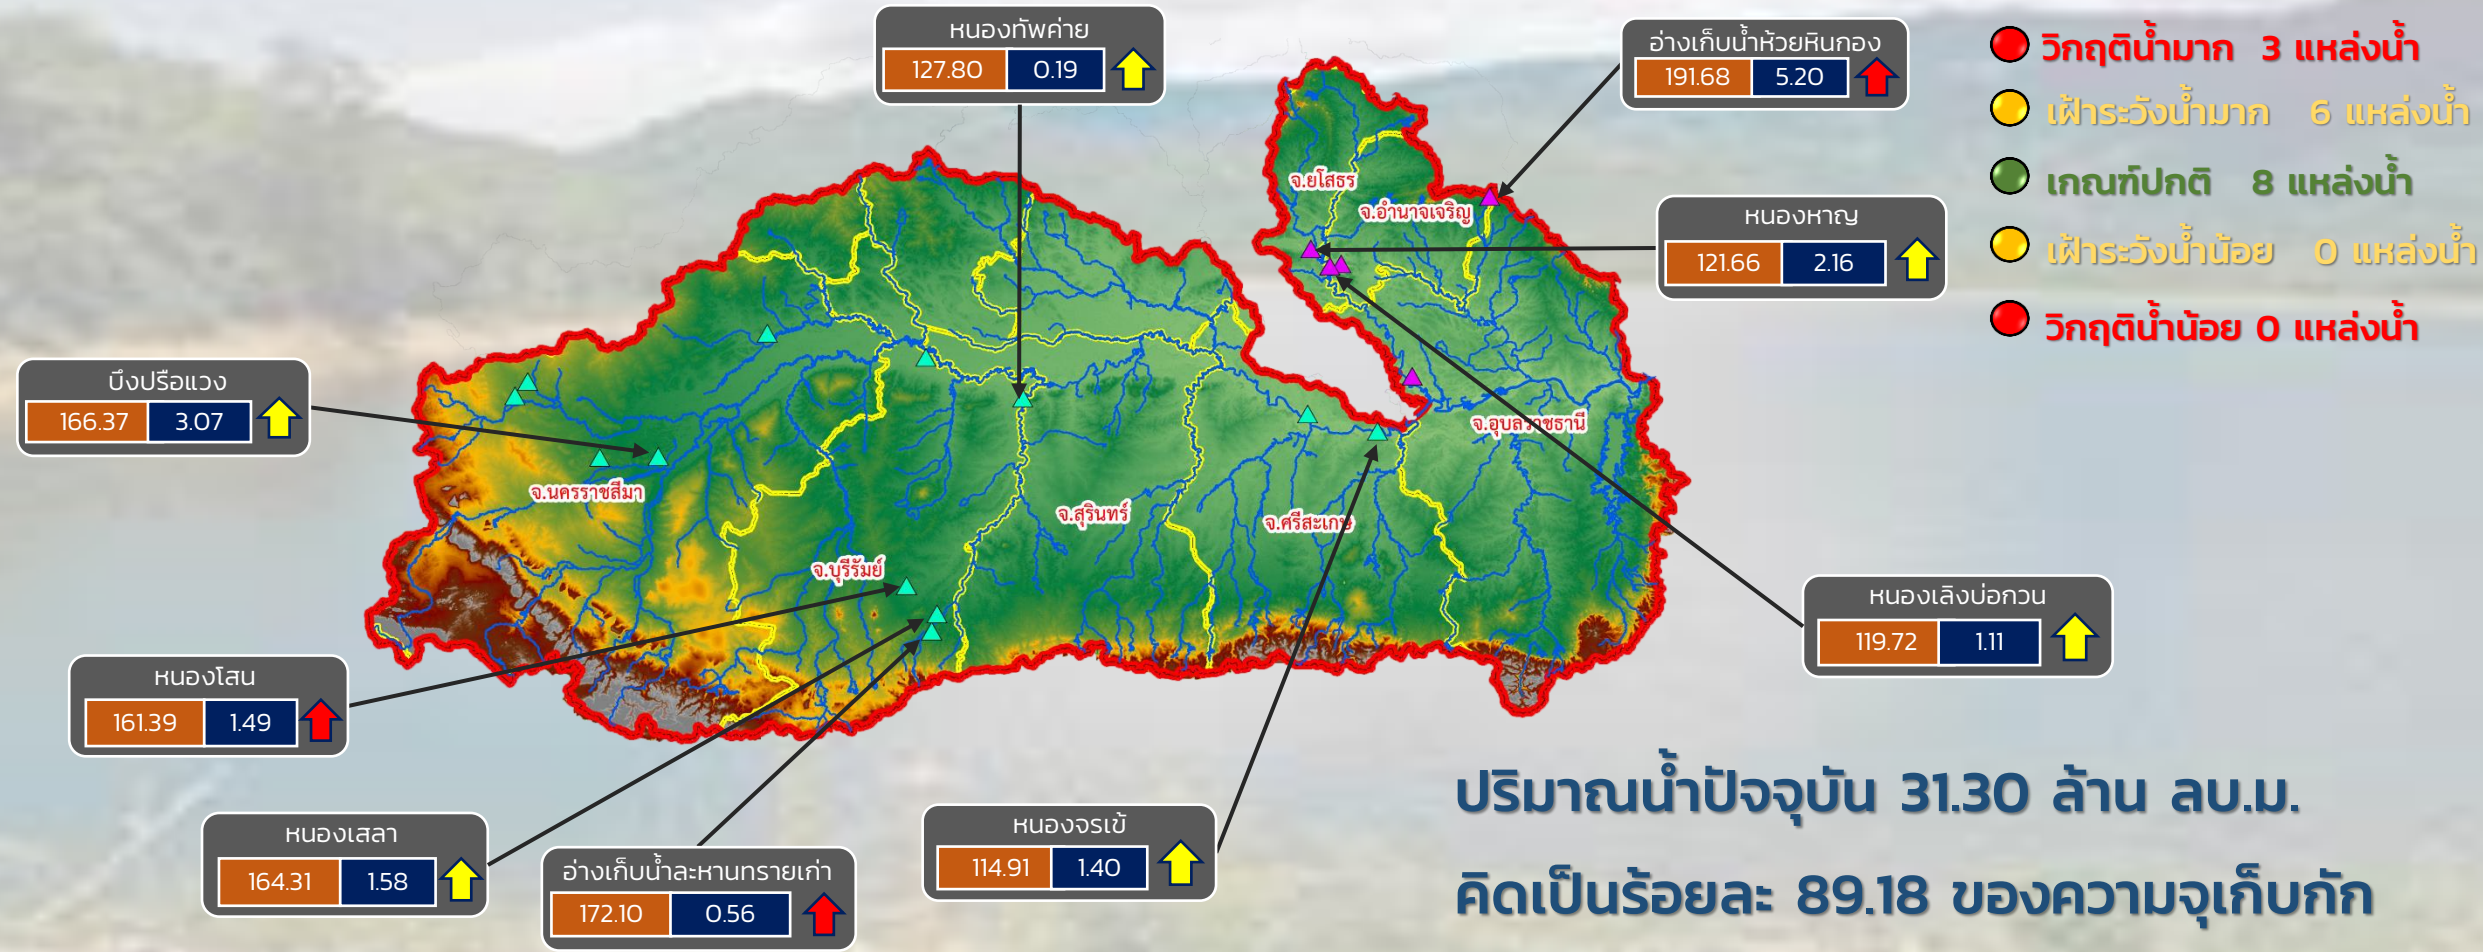 หนองทัพค่าย
127.80 0.19
อ่างเก็บน้ำห้วยหินกอง
191.68 5.20
วิกฤติน้ำมาก 3 แหล่งน้ำ
เฝ้าระวังน้ำมาก 6 แหล่งน้ำ
เกณฑ์ปกติ 8 แหล่งน้ำ
เฝ้าระวังน้ำน้อย 0 แหล่งน้ำ
วิกฤติน้ำน้อย 0 แหล่งน้ำ
จ.ยโสธร
จ.อำนาจเจริญ
หนองหาญ
121.66 2.16
บึงปรือแวง
166.37 3.07
จ.อุบลราชธานี
จ.นครราชสีมา
จ.สุรินทร์
จ.ศรีสะเกษ
จ.บุรีรัมย์
หนองเลิงบ่อกวน
119.72 1.11
หนองโสน
161.39 1.49
หนองเสลา
164.31 1.58
อ่างเก็บน้ำละหานทรายเก่า
172.10 0.56
หนองจรเข้
114.91 1.40
ปริมาณน้ำปัจจุบัน 31.30 ล้าน ลบ.ม.
คิดเป็นร้อยละ 89.18 ของความจุเก็บกัก